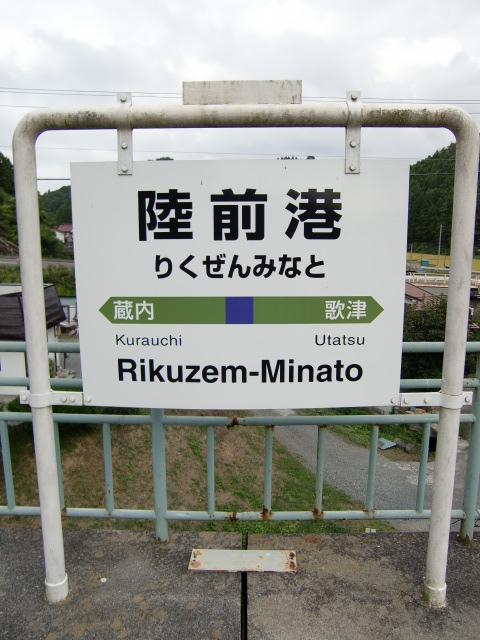 陸前港
りくぜんみなと
蔵内 歌津
Kurauchi Utatsu
Rikuzem-Minato